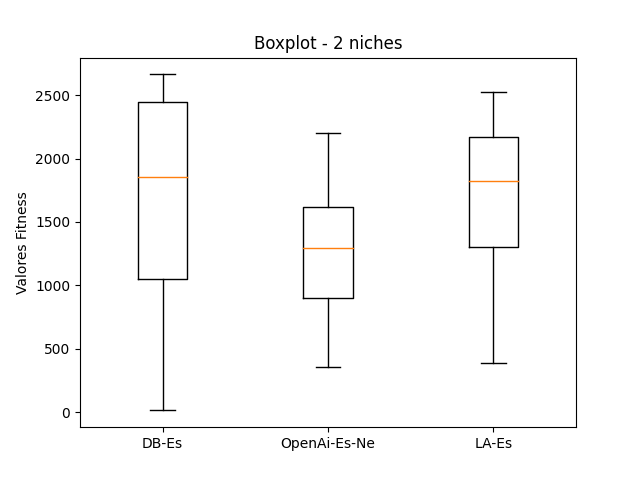 Boxplot - 2 niches
Valores Fitness
2500
2000
1500
1000
500
0
DB-Es
OpenAi-Es-Ne
LA-Es